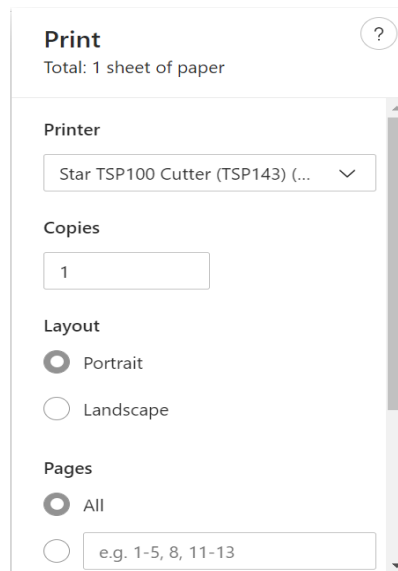 Print
?
Total: 1 sheet of paper
Printer
Star TSP100 Cutter (TSP143) (...
Copies
1
Layout
Portrait
Landscape
Pages
All
e.g. 1-5, 8, 11-13